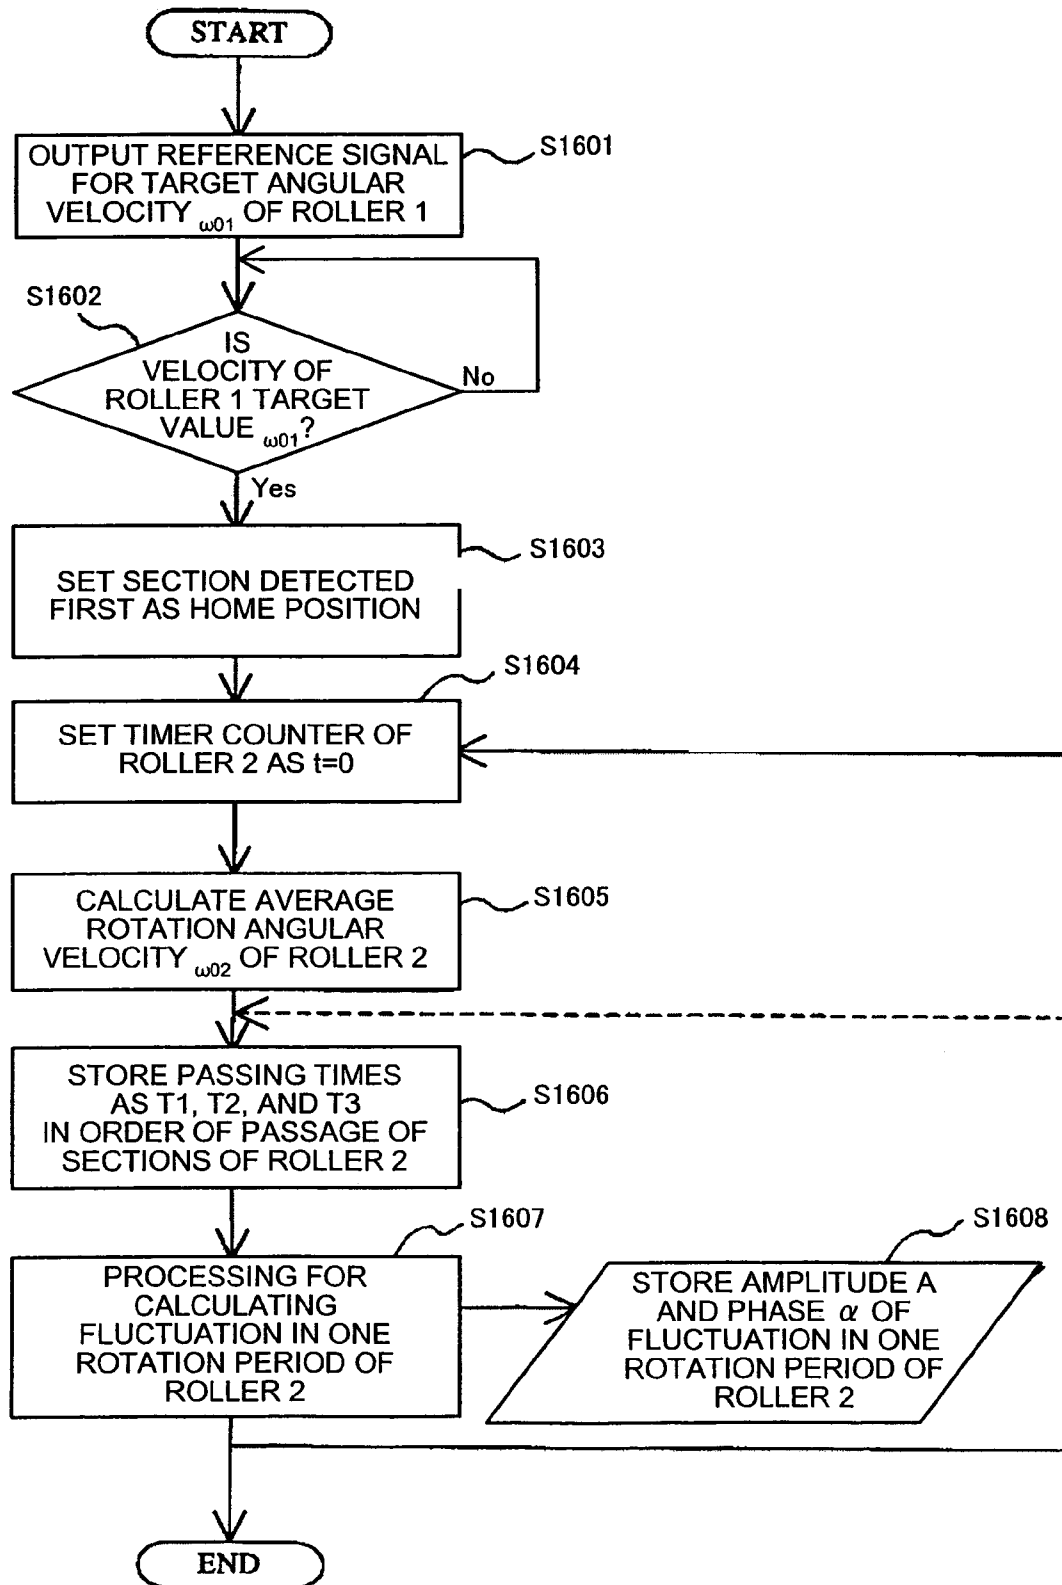 START
S1601
OUTPUT REFERENCE SIGNAL
FOR TARGET ANGULAR
VELOCITY ω01 OF ROLLER 1
S1602
IS
VELOCITY OF
ROLLER 1 TARGET
VALUE ω01?
No
Yes
S1603
SET SECTION DETECTED
FIRST AS HOME POSITION
S1604
SET TIMER COUNTER OF
ROLLER 2 AS t=0
S1605
CALCULATE AVERAGE
ROTATION ANGULAR
VELOCITY ω02 OF ROLLER 2
S1606
STORE PASSING TIMES
AS T1, T2, AND T3
IN ORDER OF PASSAGE OF
SECTIONS OF ROLLER 2
S1607
PROCESSING FOR
CALCULATING
FLUCTUATION IN ONE
ROTATION PERIOD OF
ROLLER 2
S1608
STORE AMPLITUDE A
AND PHASE α OF
FLUCTUATION IN ONE
ROTATION PERIOD OF
ROLLER 2
END